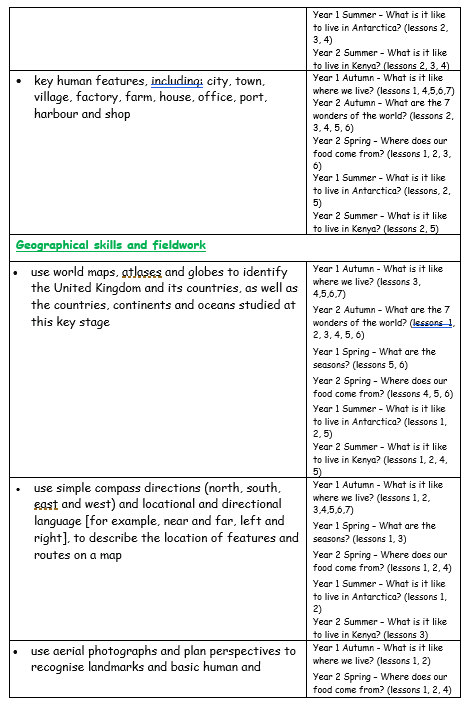 Year 1 Summer – What is it like
to live in Antarctica? (lessons 2,
3, 4)
Year 2 Summer – What is it like
to live in Kenya? (lessons 2, 3, 4)
• key human features, including: city, town,
village, factory, farm, house, office, port,
harbour and shop
Year 1 Autumn – What is it like
where we live? (lessons 1, 4,5,6,7)
Year 2 Autumn – What are the 7
wonders of the world? (lessons 2,
3, 4, 5, 6)
Year 2 Spring – Where does our
food come from? (lessons 1, 2, 3,
6)
Year 1 Summer – What is it like
to live in Antarctica? (lessons, 2,
5)
Year 2 Summer – What is it like
to live in Kenya? (lessons 2, 5)
Geographical skills and fieldwork
• use world maps, atlases and globes to identify
the United Kingdom and its countries, as well as
the countries, continents and oceans studied at
this key stage
Year 1 Autumn – What is it like
where we live? (lessons 3,
4,5,6,7)
Year 2 Autumn – What are the 7
wonders of the world? (lessons 1,
2, 3, 4, 5, 6)
Year 1 Spring – What are the
seasons? (lessons 5, 6)
Year 2 Spring – Where does our
food come from? (lessons 4, 5, 6)
Year 1 Summer – What is it like
to live in Antarctica? (lessons 1,
2, 5)
Year 2 Summer – What is it like
to live in Kenya? (lessons 1, 2, 4,
5)
• use simple compass directions (north, south,
east and west) and locational and directional
language [for example, near and far, left and
right], to describe the location of features and
routes on a map
Year 1 Autumn – What is it like
where we live? (lessons 1, 2,
3,4,5,6,7)
Year 1 Spring – What are the
seasons? (lessons 1, 3)
Year 2 Spring – Where does our
food come from? (lessons 1, 2, 4)
Year 1 Summer – What is it like
to live in Antarctica? (lessons 1,
2)
Year 2 Summer – What is it like
to live in Kenya? (lessons 3)
• use aerial photographs and plan perspectives to
recognise landmarks and basic human and
Year 1 Autumn – What is it like
where we live? (lessons 1, 2)
Year 2 Spring – Where does our
food come from? (lessons 1, 2, 4)